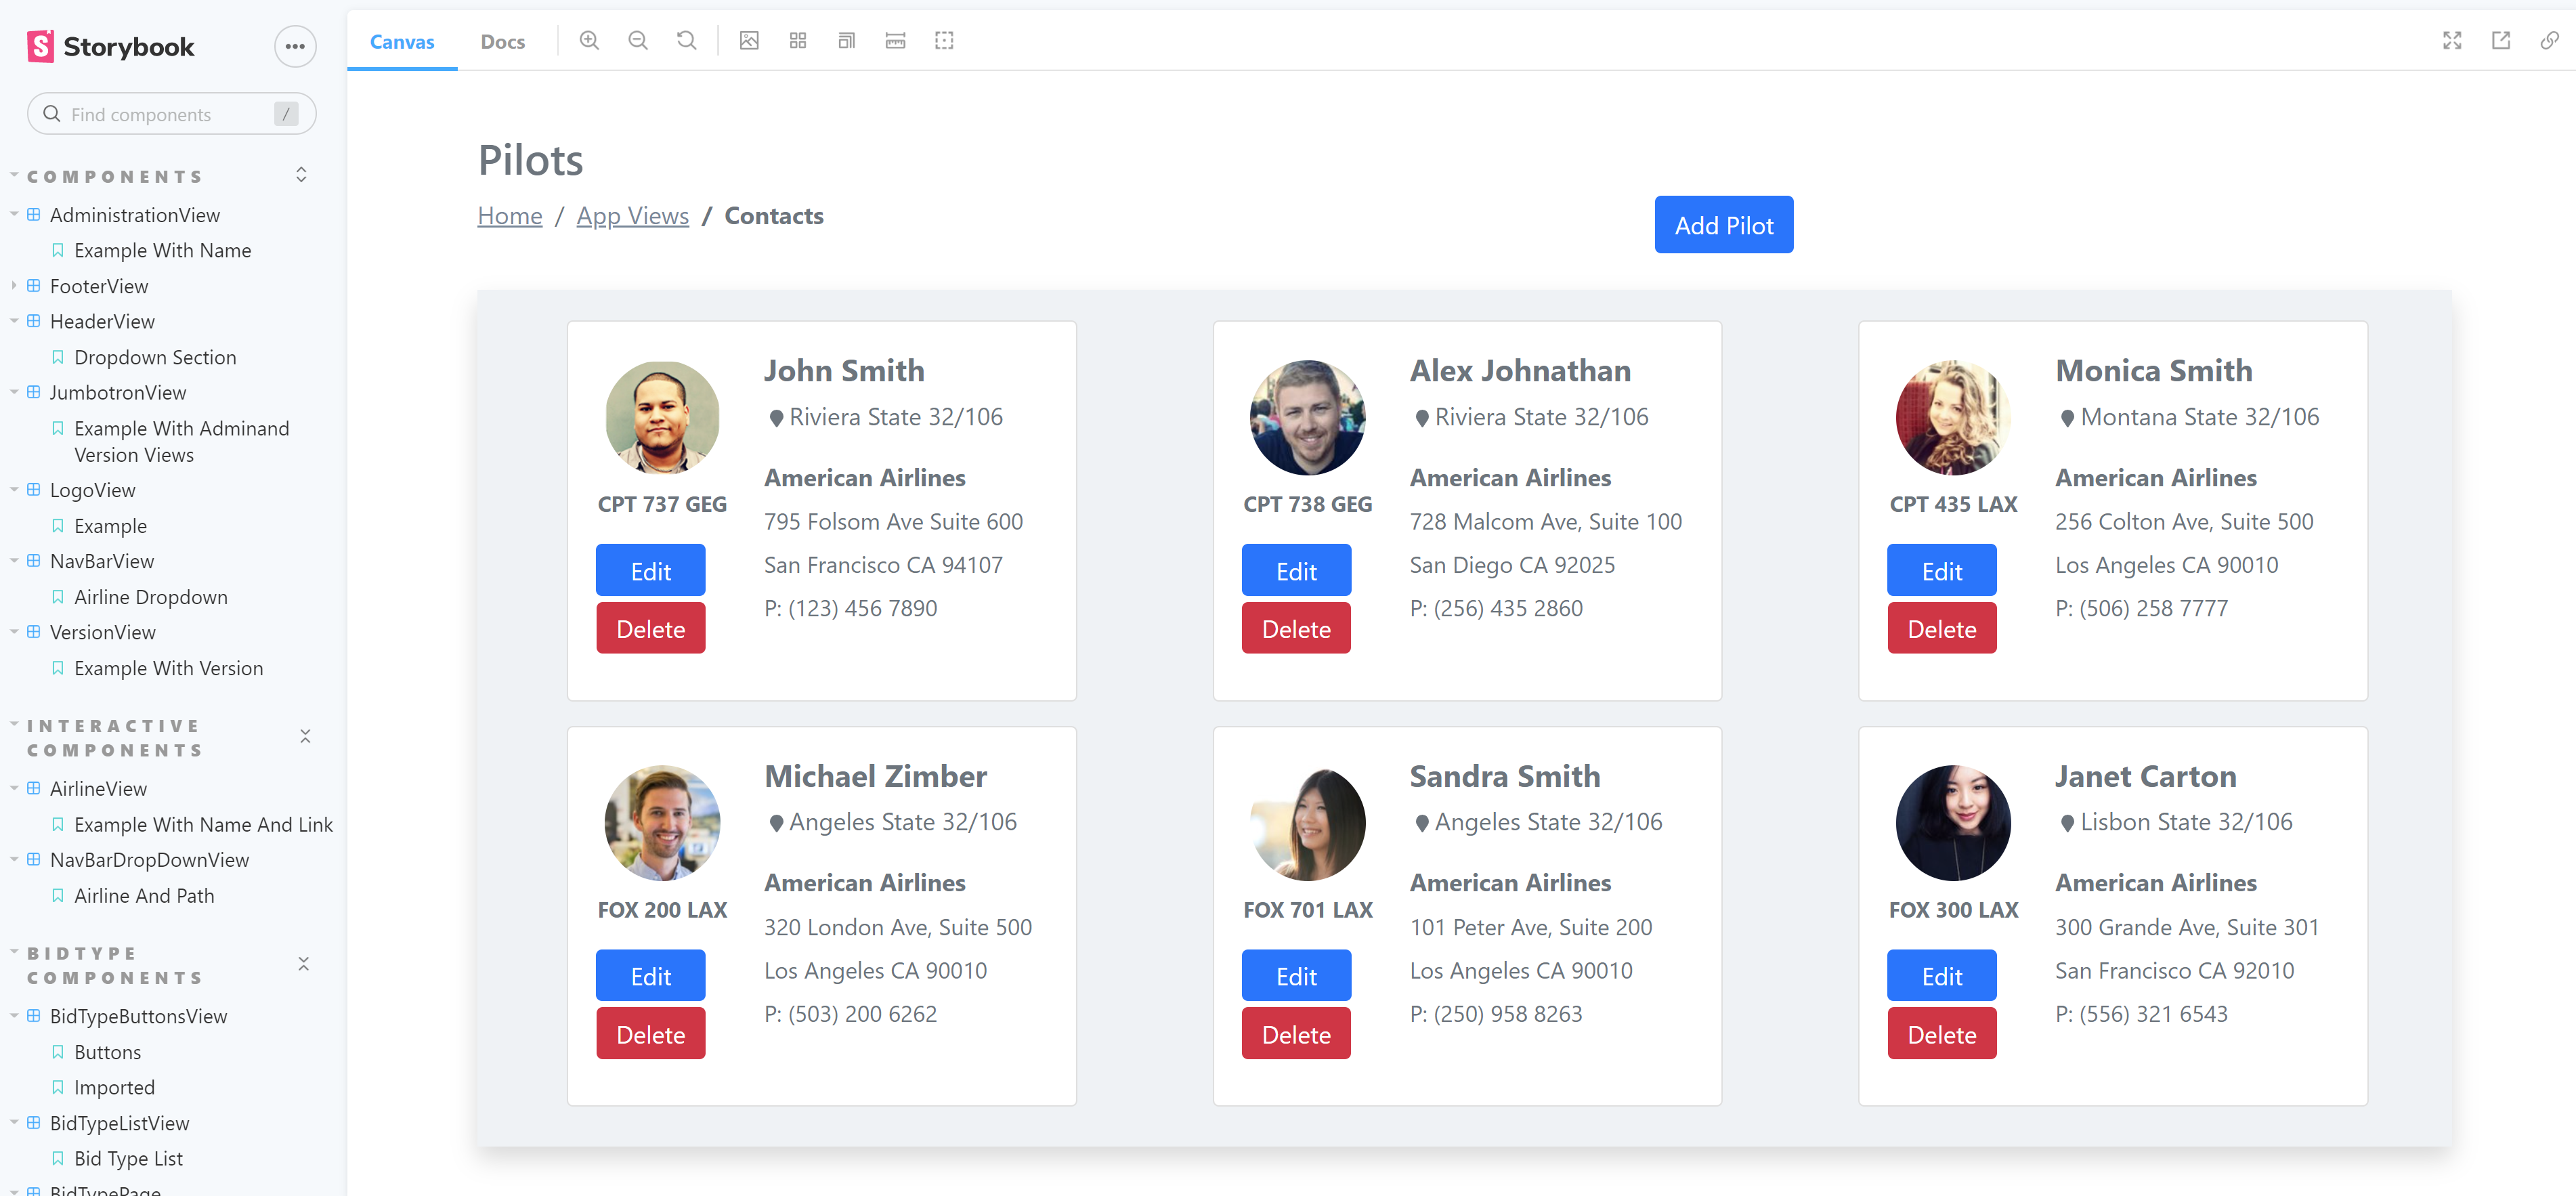 Storybook
Find components
/
COMPONENTS
AdministrationView
Example With Name
FooterView
HeaderView
Dropdown Section
JumbotronView
Example With Adminand
Version Views
LogoView
Example
NavBarView
Airline Dropdown
VersionView
Example With Version
INTERACTIVE
COMPONENTS
AirlineView
Example With Name And Link
NavBarDropDownView
Airline And Path
BIDTYPE
COMPONENTS
BidTypeButtonsView
Buttons
Imported
BidTypeListView
Bid Type List
BidTypePage
Canvas
Docs
Pilots
Home / App Views / Contacts
Add Pilot
John Smith
Riviera State 32/106
American Airlines
CPT 737 GEG
795 Folsom Ave Suite 600
San Francisco CA 94107
P: (123) 456 7890
Edit
Delete
Alex Johnathan
Riviera State 32/106
American Airlines
CPT 738 GEG
728 Malcom Ave, Suite 100
San Diego CA 92025
P: (256) 435 2860
Edit
Delete
Monica Smith
Montana State 32/106
American Airlines
CPT 435 LAX
256 Colton Ave, Suite 500
Los Angeles CA 90010
P: (506) 258 7777
Edit
Delete
Michael Zimber
Angeles State 32/106
American Airlines
FOX 200 LAX
320 London Ave, Suite 500
Los Angeles CA 90010
P: (503) 200 6262
Edit
Delete
Sandra Smith
Angeles State 32/106
American Airlines
FOX 701 LAX
101 Peter Ave, Suite 200
Los Angeles CA 90010
P: (250) 958 8263
Edit
Delete
Janet Carton
Lisbon State 32/106
American Airlines
FOX 300 LAX
300 Grande Ave, Suite 301
San Francisco CA 92010
P: (556) 321 6543
Edit
Delete